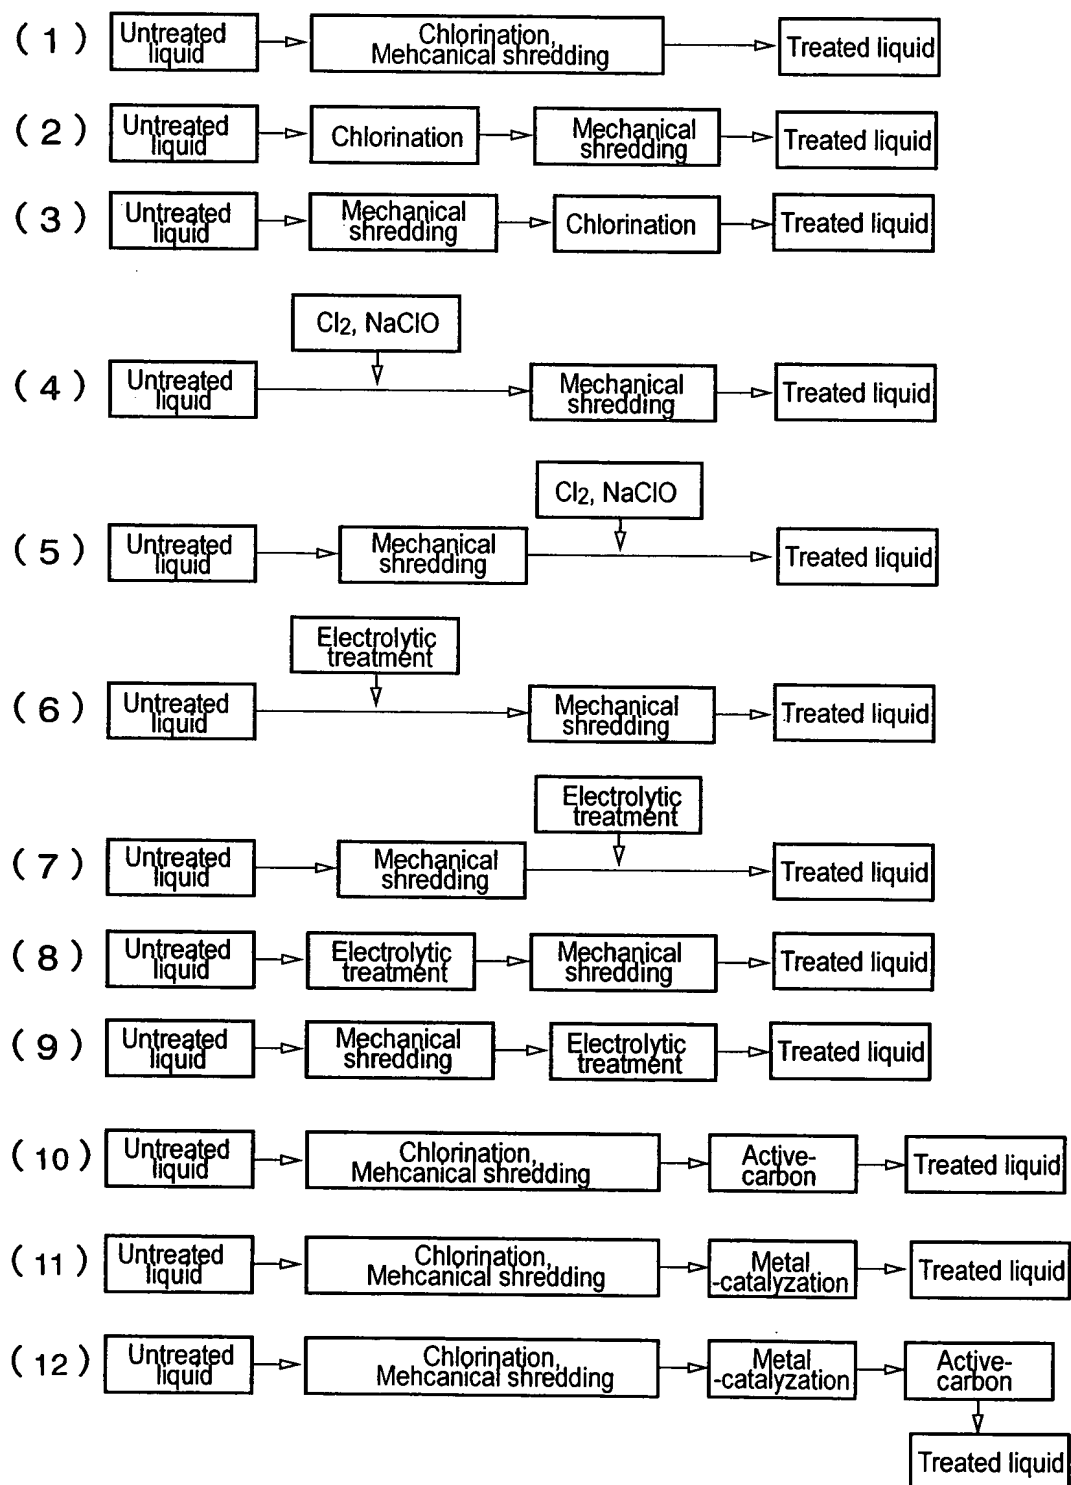 (1) Untreated liquid Chlorination, Mehcanical shredding Treated liquid
(2) Untreated liquid Chlorination Mechanical shredding Treated liquid
(3) Untreated liquid Mechanical shredding Chlorination Treated liquid
Cl2, NaClO
(4) Untreated liquid Mechanical shredding Treated liquid
Cl2, NaClO
(5) Untreated liquid Mechanical shredding Treated liquid
Electrolytic treatment
(6) Untreated liquid Mechanical shredding Treated liquid
Electrolytic treatment
(7) Untreated liquid Mechanical shredding Treated liquid
(8) Untreated liquid Electrolytic treatment Mechanical shredding Treated liquid
(9) Untreated liquid Mechanical shredding Electrolytic treatment Treated liquid
(10) Untreated liquid Chlorination, Mehcanical shredding Active-carbon Treated liquid
(11) Untreated liquid Chlorination, Mehcanical shredding Metal-catalyzation Treated liquid
(12) Untreated liquid Chlorination, Mehcanical shredding Metal-catalyzation Active-carbon
Treated liquid